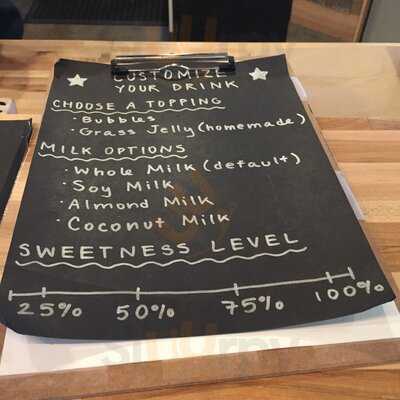 CUSTOMIZE
YOUR DRINK
CHOOSE A TOPPING
· Bubbles
· Grass Jelly (homemade)
MILK OPTIONS
· Whole Milk (default)
· Soy Milk
· Almond Milk
· Coconut Milk
SWEETNESS LEVEL
25% 50% 75% 100%